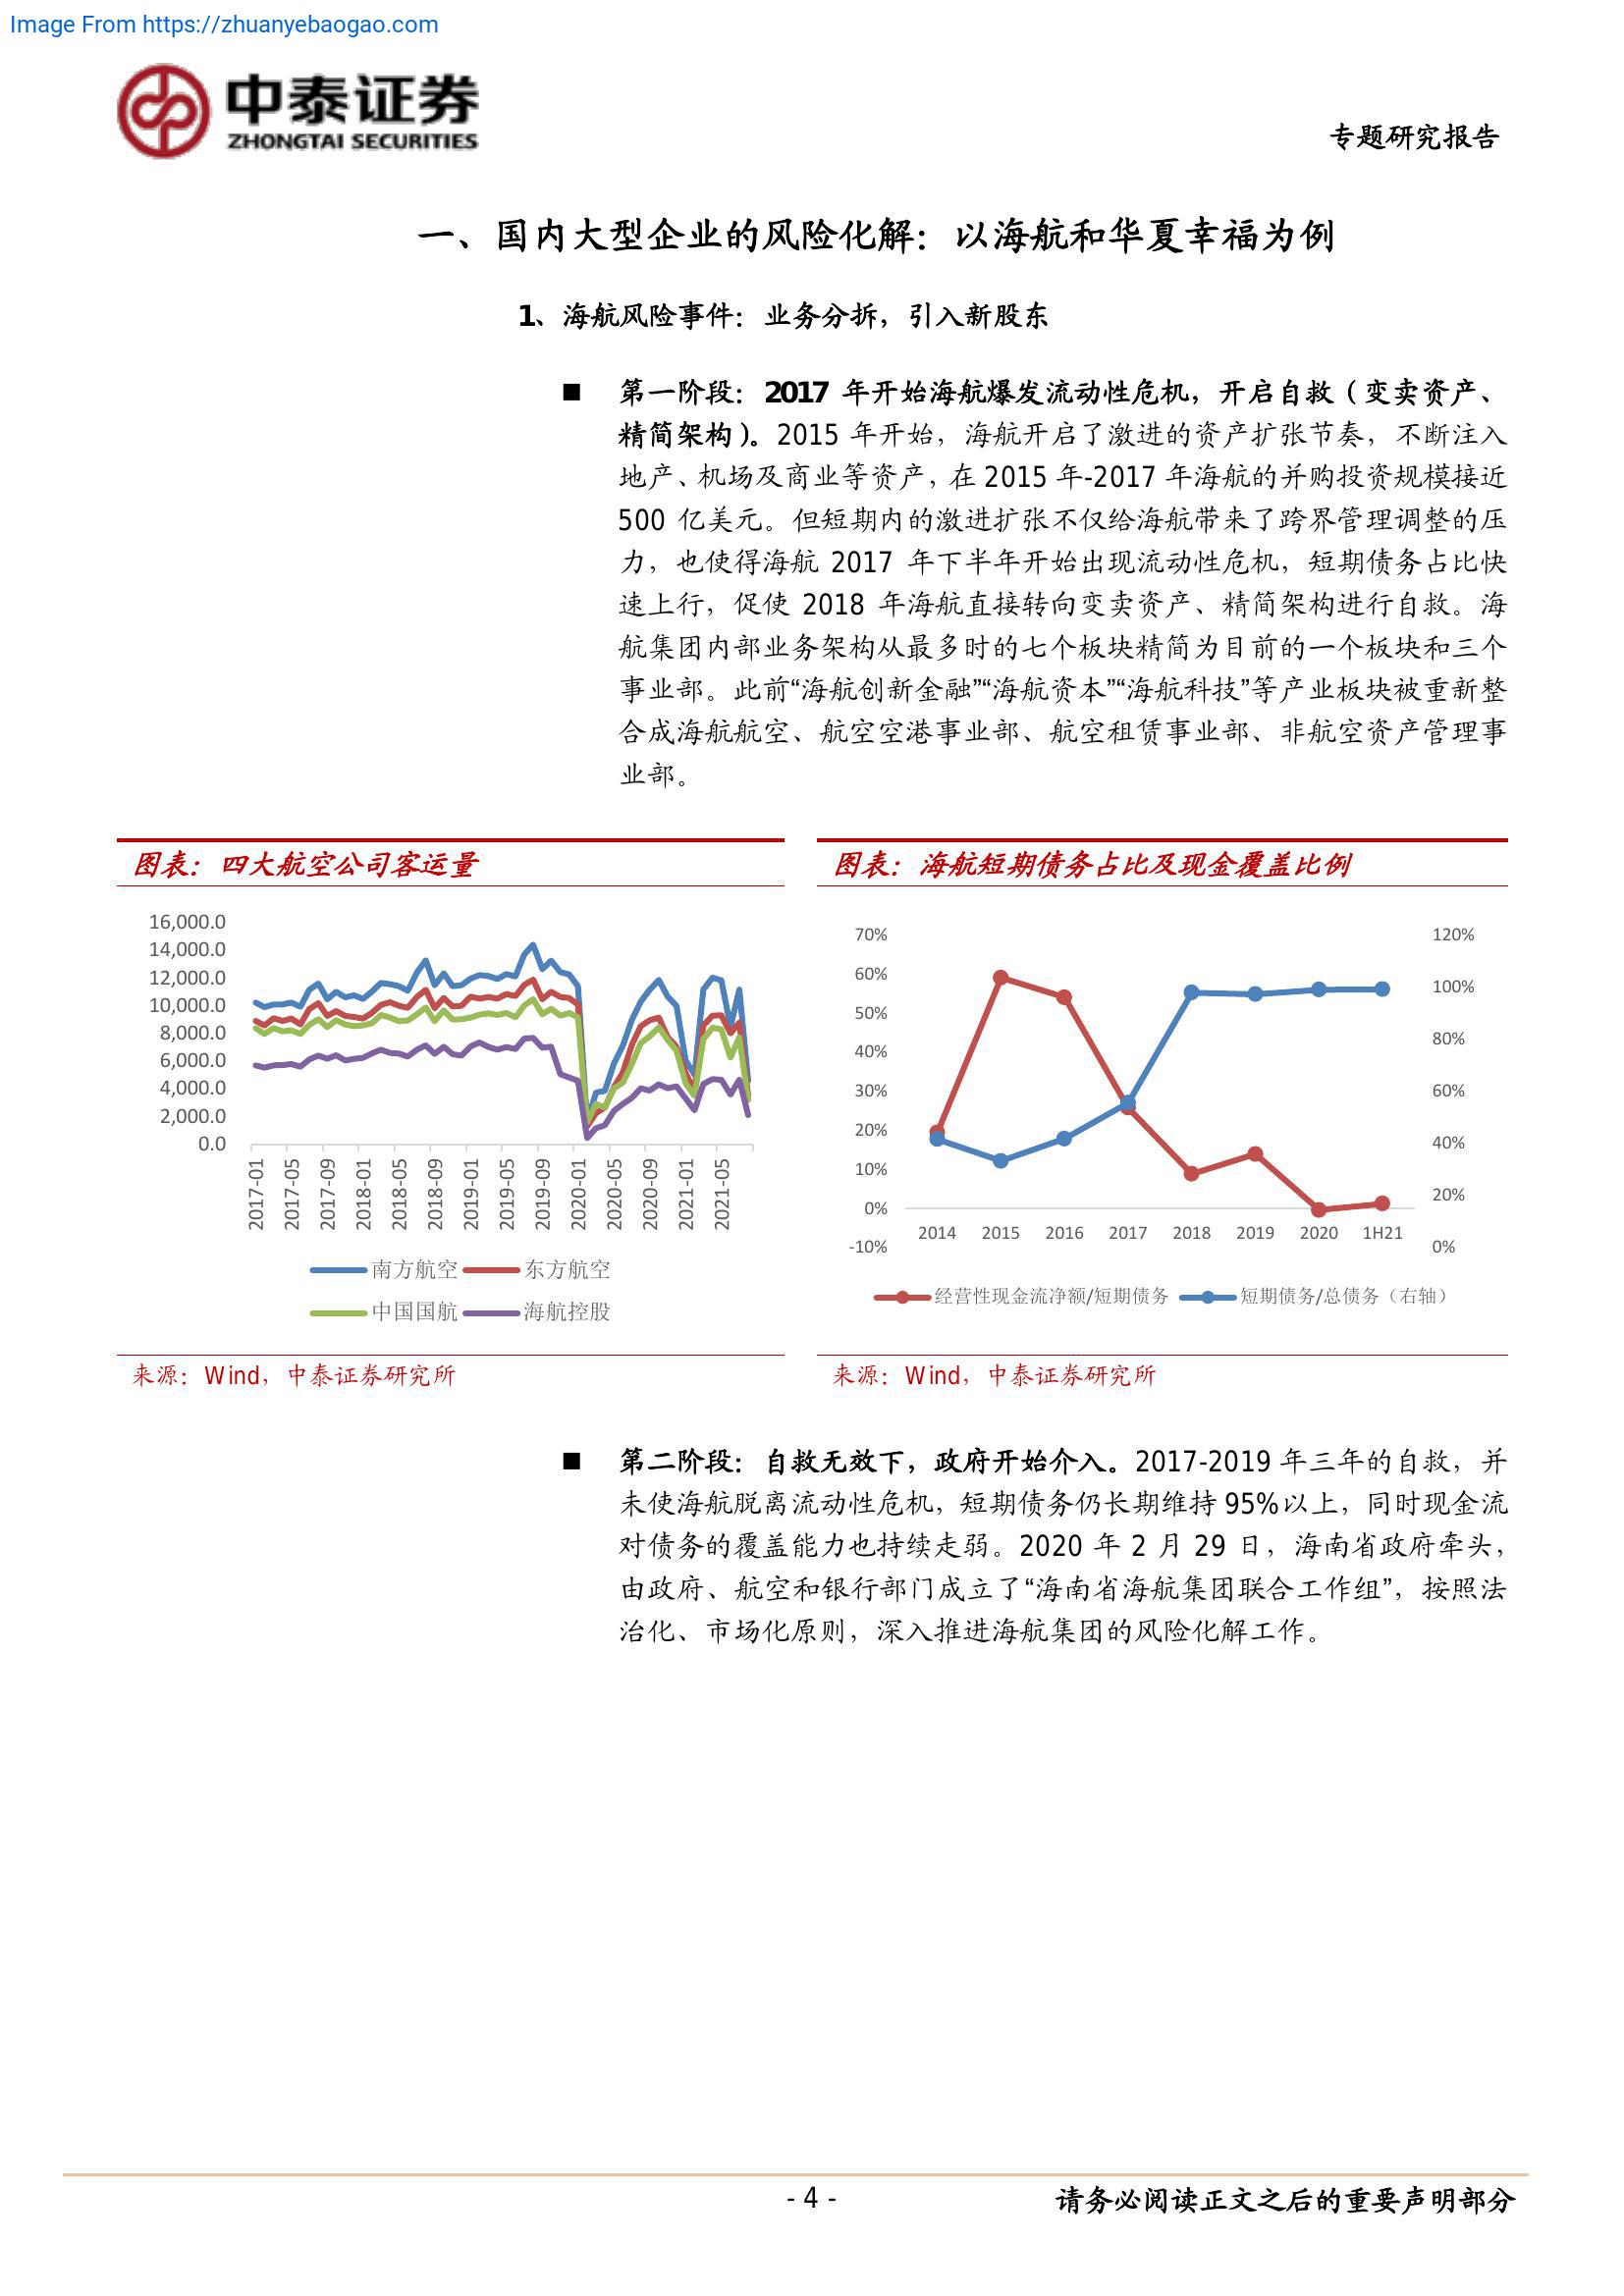 Image From https://zhuanyebaogao.com
中泰证券
ZHONGTAI SECURITIES
专题研究报告
一、国内大型企业的风险化解：以海航和华夏幸福为例
1、海航风险事件：业务分拆，引入新股东
■ 第一阶段：2017 年开始海航爆发流动性危机，开启自救（变卖资产、
精简架构）。2015 年开始，海航开启了激进的资产扩张节奏，不断注入
地产、机场及商业等资产，在 2015 年-2017 年海航的并购投资规模接近
500 亿美元。但短期内的激进扩张不仅给海航带来了跨界管理调整的压
力，也使得海航 2017 年下半年开始出现流动性危机，短期债务占比快
速上行，促使 2018 年海航直接转向变卖资产、精简架构进行自救。海
航集团内部业务架构从最多时的七个板块精简为目前的一个板块和三个
事业部。此前“海航创新金融”“海航资本”“海航科技”等产业板块被重新整
合成海航航空、航空空港事业部、航空租赁事业部、非航空资产管理事
业部。
图表：四大航空公司客运量
16,000.0
14,000.0
12,000.0
10,000.0
8,000.0
6,000.0
4,000.0
2,000.0
0.0
2017-01
2017-05
2017-09
2018-01
2018-05
2018-09
2019-01
2019-05
2019-09
2020-01
2020-05
2020-09
2021-01
2021-05
南方航空 东方航空
中国国航 海航控股
来源：Wind，中泰证券研究所
图表：海航短期债务占比及现金覆盖比例
70%
60%
50%
40%
30%
20%
10%
0%
-10%
120%
100%
80%
60%
40%
20%
0%
2014 2015 2016 2017 2018 2019 2020 1H21
经营性现金流净额/短期债务 短期债务/总债务（右轴）
来源：Wind，中泰证券研究所
■ 第二阶段：自救无效下，政府开始介入。2017-2019 年三年的自救，并
未使海航脱离流动性危机，短期债务仍长期维持 95%以上，同时现金流
对债务的覆盖能力也持续走弱。2020 年 2 月 29 日，海南省政府牵头，
由政府、航空和银行部门成立了“海南省海航集团联合工作组”，按照法
治化、市场化原则，深入推进海航集团的风险化解工作。
- 4 -
请务必阅读正文之后的重要声明部分